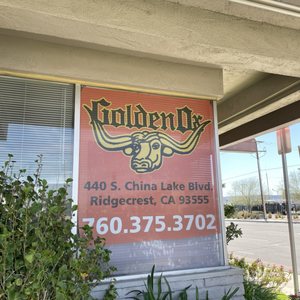 GoldenOx
440 S. China Lake Blvd.
Ridgecrest, CA 93555
760.375.3702